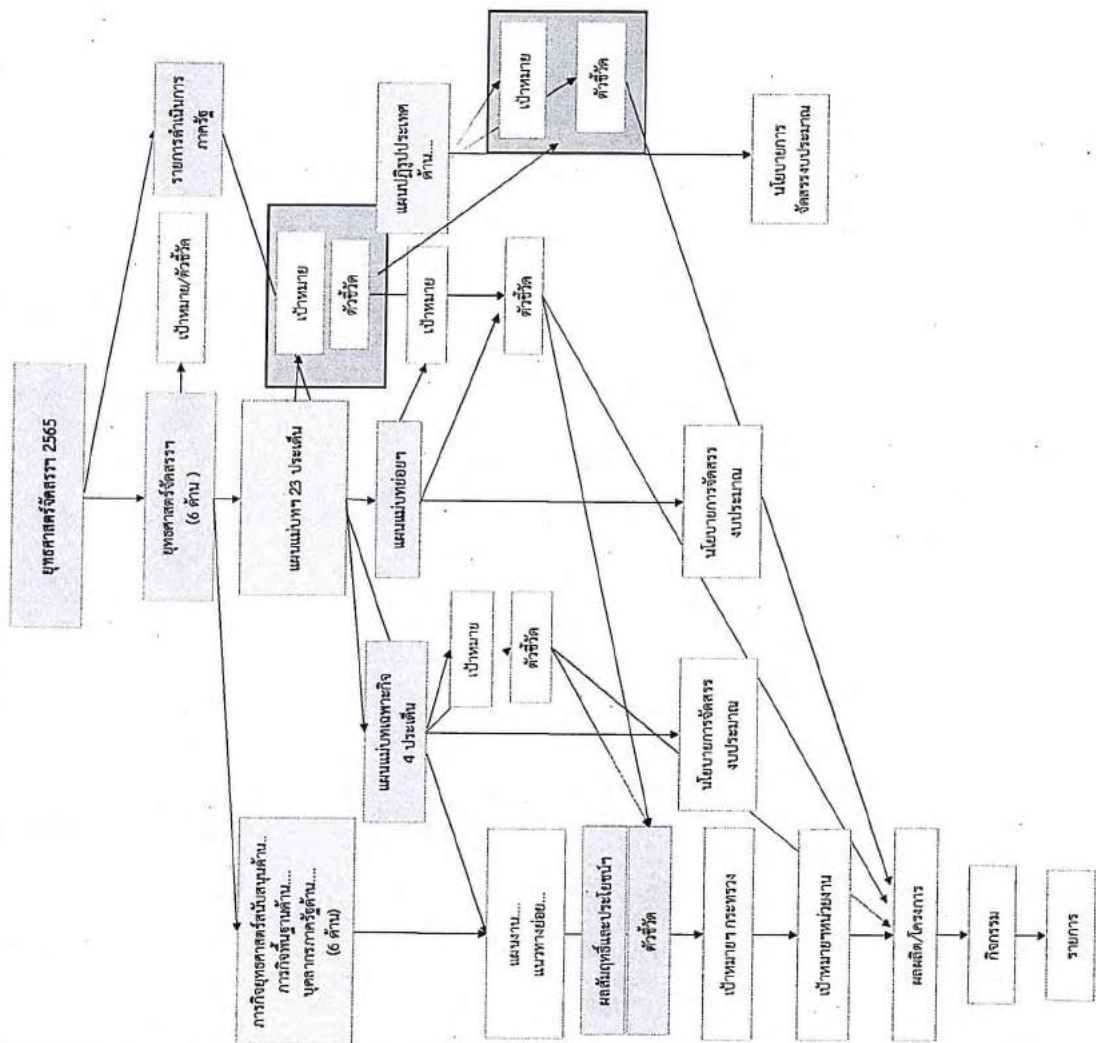 ยุทธศาสตร์จัดสรรฯ 2565
ยุทธศาสตร์จัดสรรฯ
(6 ด้าน )
เป้าหมาย/ตัวชี้วัด
รายการดำเนินการ
ภาครัฐ
ภารกิจยุทธศาสตร์สนับสนุนด้าน..
ภารกิจพื้นฐานด้าน....
บุคลากรภาครัฐด้าน....
(6 ด้าน)
แผนแม่บทฯ 23 ประเด็น
เป้าหมาย
ตัวชี้วัด
แผนแม่บทเฉพาะกิจ
4 ประเด็น
แผนแม่บทย่อยฯ
เป้าหมาย
แผนปฏิรูปประเทศ
ด้าน....
เป้าหมาย
ตัวชี้วัด
แผนงาน....
แนวทางย่อย...
เป้าหมาย
ตัวชี้วัด
ตัวชี้วัด
ผลสัมฤทธิ์และประโยชน์ฯ
ตัวชี้วัด
เป้าหมายฯ กระทรวง
นโยบายการจัดสรร
งบประมาณ
นโยบายการจัดสรร
งบประมาณ
นโยบายการ
จัดสรรงบประมาณ
เป้าหมายฯหน่วยงาน
ผลผลิต/โครงการ
กิจกรรม
รายการ